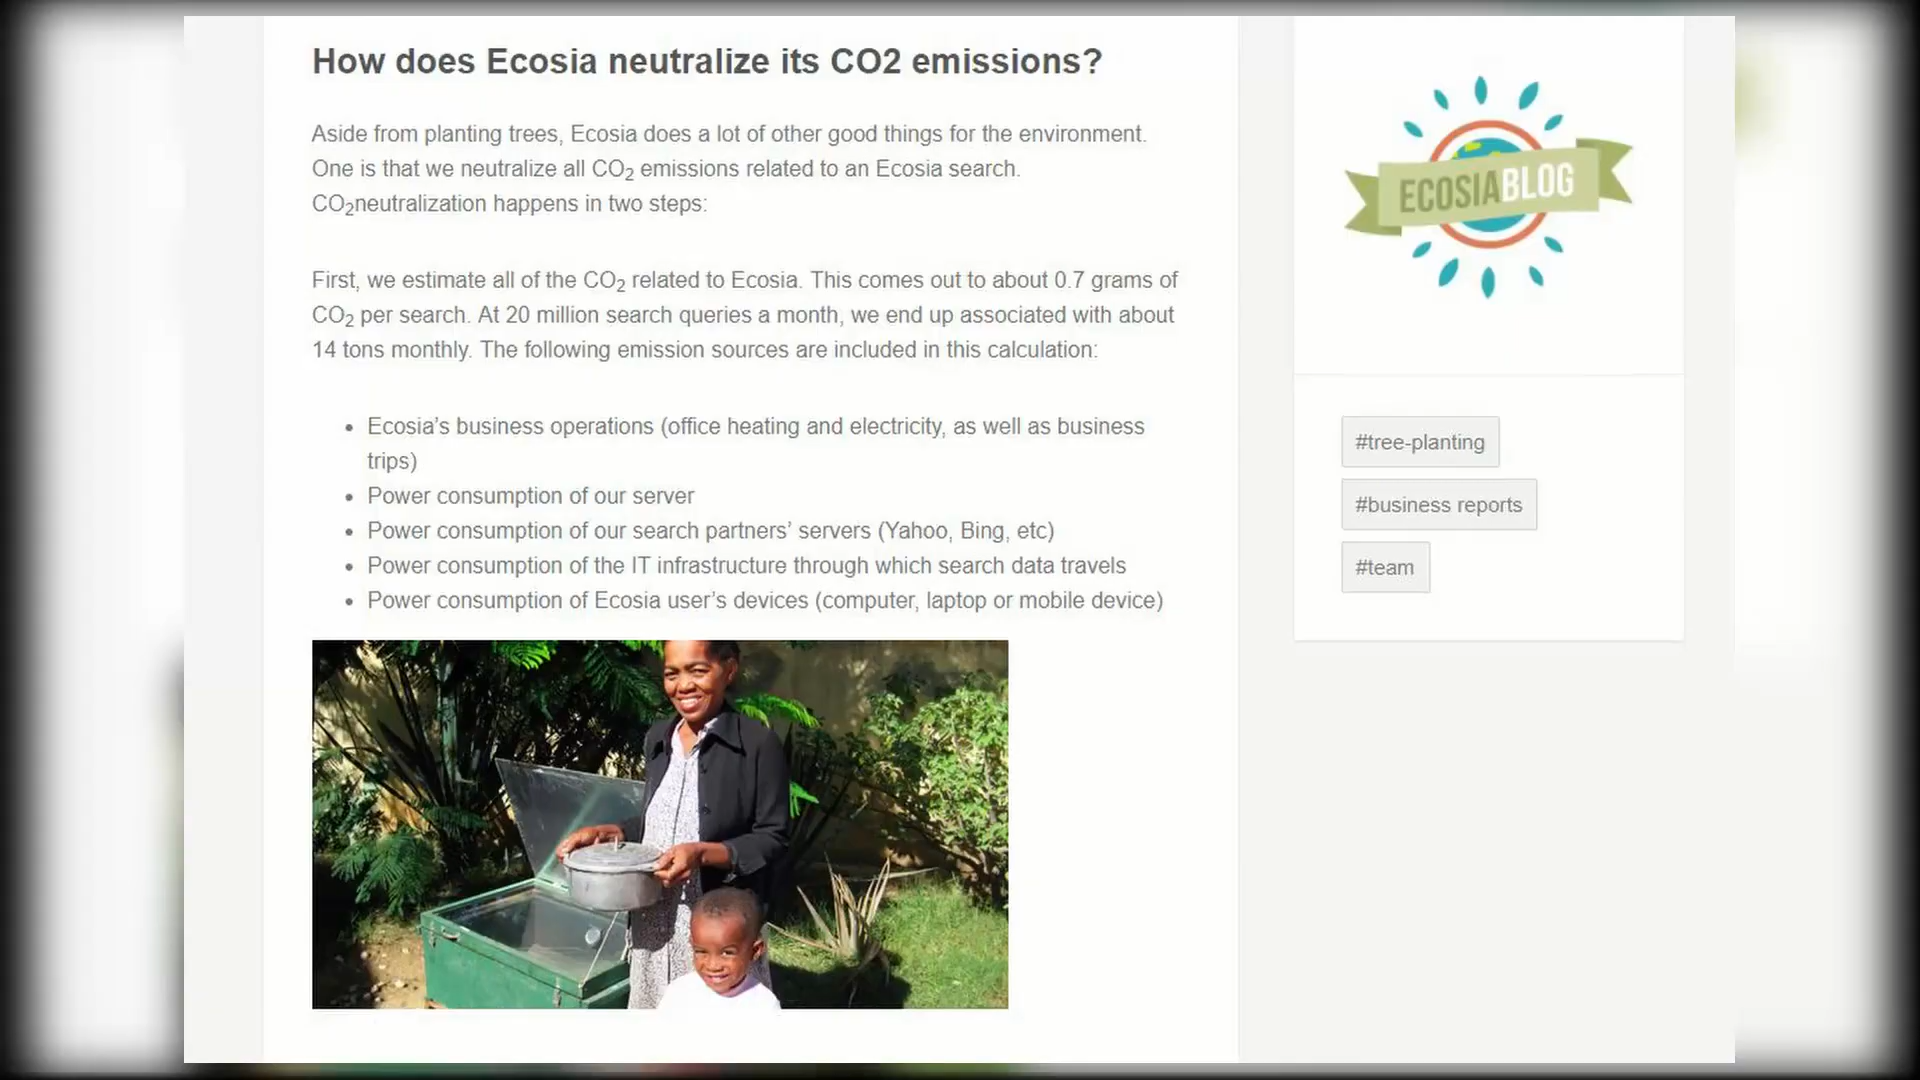 How does Ecosia neutralize its CO2 emissions?
Aside from planting trees, Ecosia does a lot of other good things for the environment.
One is that we neutralize all CO2 emissions related to an Ecosia search.
CO2neutralization happens in two steps:
First, we estimate all of the CO2 related to Ecosia. This comes out to about 0.7 grams of
CO2 per search. At 20 million search queries a month, we end up associated with about
14 tons monthly. The following emission sources are included in this calculation:
• Ecosia’s business operations (office heating and electricity, as well as business
trips)
• Power consumption of our server
• Power consumption of our search partners’ servers (Yahoo, Bing, etc)
• Power consumption of the IT infrastructure through which search data travels
• Power consumption of Ecosia user’s devices (computer, laptop or mobile device)
ECOSIABLOG
#tree-planting
#business reports
#team